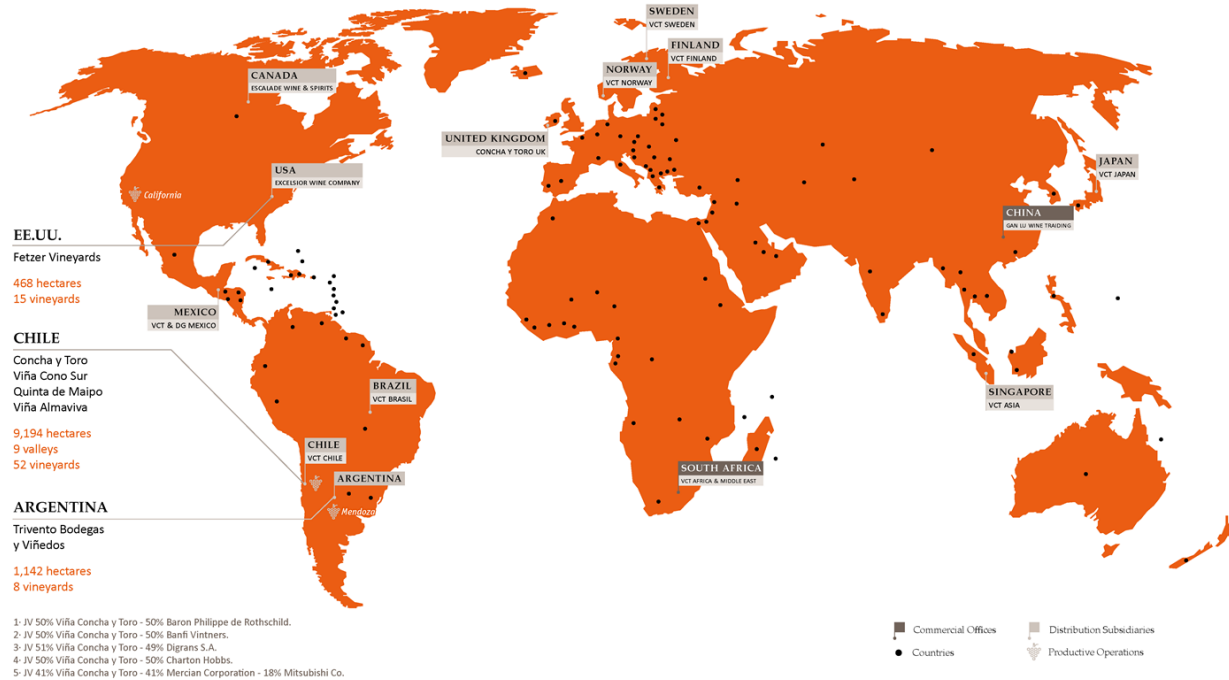 SWEDEN
VCT SWEDEN
FINLAND
VCT FINLAND
NORWAY
VCT NORWAY
CANADA
ESCALADE WINE & SPIRITS
UNITED KINGDOM
CONCHA Y TORO UK
USA
EXCELSIOR WINE COMPANY
JAPAN
VCT JAPAN
California
CHINA
GAN LU WINE TRAIDING
EE.UU.
Fetzer Vineyards
468 hectares
15 vineyards
MEXICO
VCT & DG MEXICO
CHILE
Concha y Toro
Viña Cono Sur
Quinta de Maipo
Viña Almaviva
9,194 hectares
9 valleys
52 vineyards
BRAZIL
VCT BRASIL
SINGAPORE
VCT ASIA
CHILE
VCT CHILE
ARGENTINA
Mendoza
SOUTH AFRICA
VCT AFRICA & MIDDLE EAST
ARGENTINA
Trivento Bodegas
y Viñedos
1,142 hectares
8 vineyards
1- JV 50% Viña Concha y Toro - 50% Baron Philippe de Rothschild.
2- JV 50% Viña Concha y Toro - 50% Banfi Vintners.
3- JV 51% Viña Concha y Toro - 49% Digrans S.A.
4- JV 50% Viña Concha y Toro - 50% Charton Hobbs.
5- JV 41% Viña Concha y Toro - 41% Mercian Corporation - 18% Mitsubishi Co.
Commercial Offices
Distribution Subsidiaries
Countries
Productive Operations